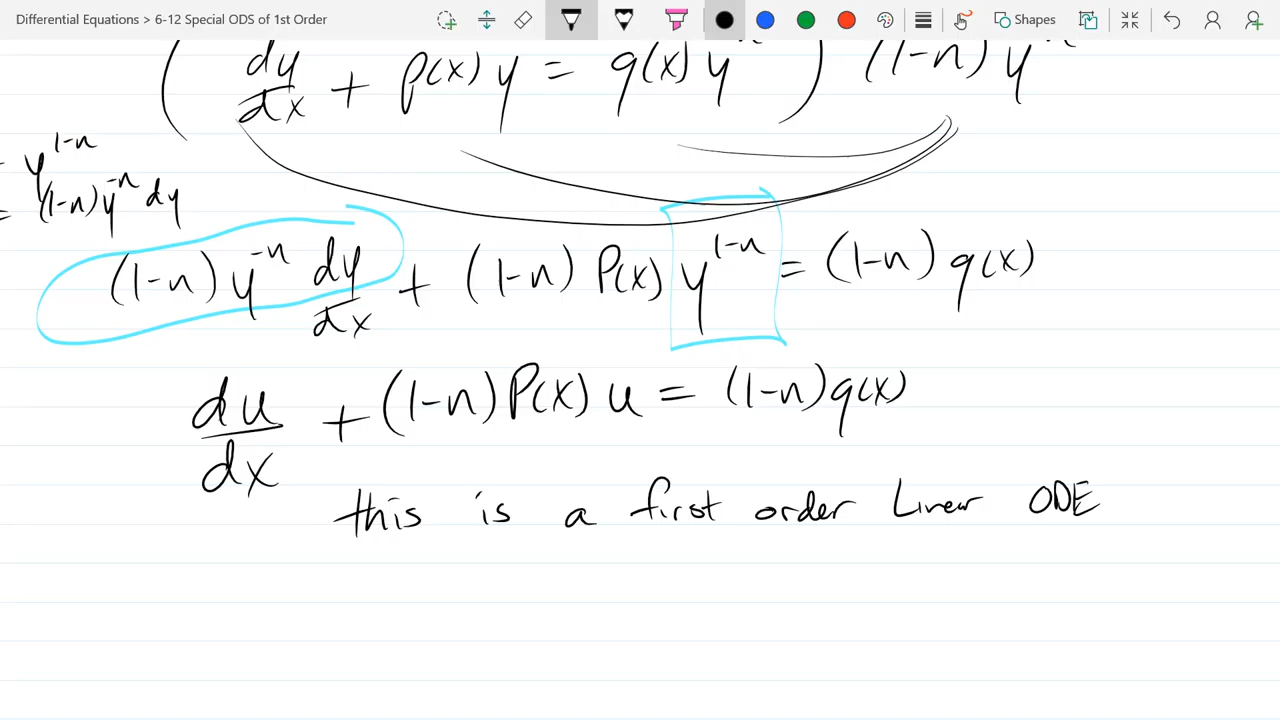 Differential Equations > 6-12 Special ODS of 1st Order
Shapes
( dy/dx + p(x) y = q(x) y ) (1-n) y
y^{1-n}
= (1-n) y^{-n} dy
(1-n) y^{-n} dy/dx + (1-n) P(x) y^{1-n} = (1-n) q(x)
du/dx + (1-n) P(x) u = (1-n) q(x)
this is a first order Linear ODE